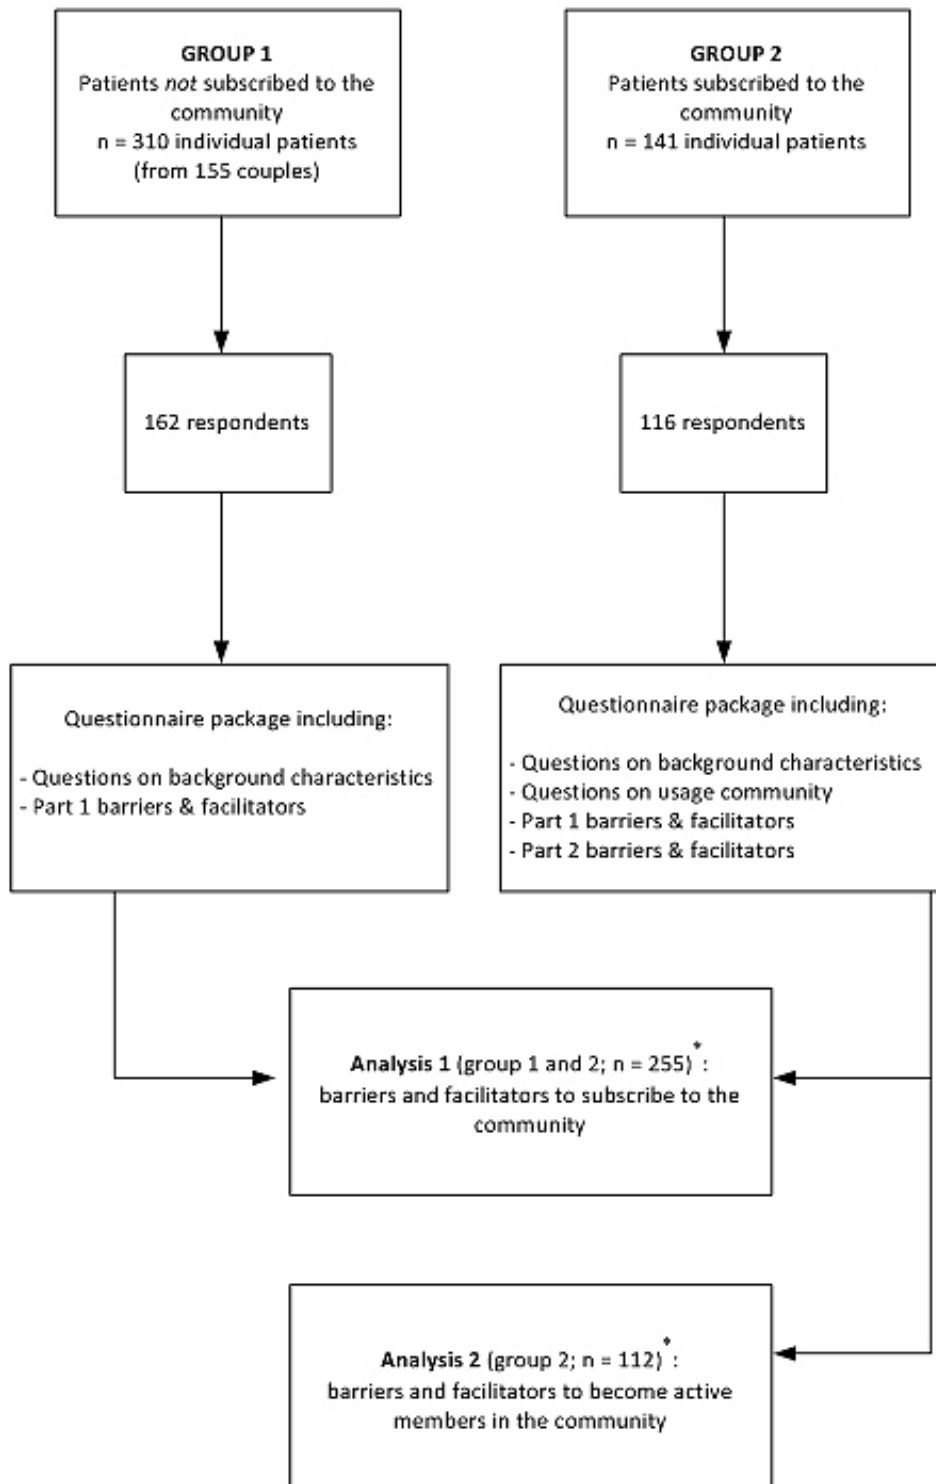 GROUP 1
Patients not subscribed to the
community
n = 310 individual patients
(from 155 couples)
GROUP 2
Patients subscribed to the
community
n = 141 individual patients
162 respondents
116 respondents
Questionnaire package including:
- Questions on background characteristics
- Part 1 barriers & facilitators
Questionnaire package including:
- Questions on background characteristics
- Questions on usage community
- Part 1 barriers & facilitators
- Part 2 barriers & facilitators
Analysis 1 (group 1 and 2; n = 255)*:
barriers and facilitators to subscribe to the
community
Analysis 2 (group 2; n = 112)*:
barriers and facilitators to become active
members in the community